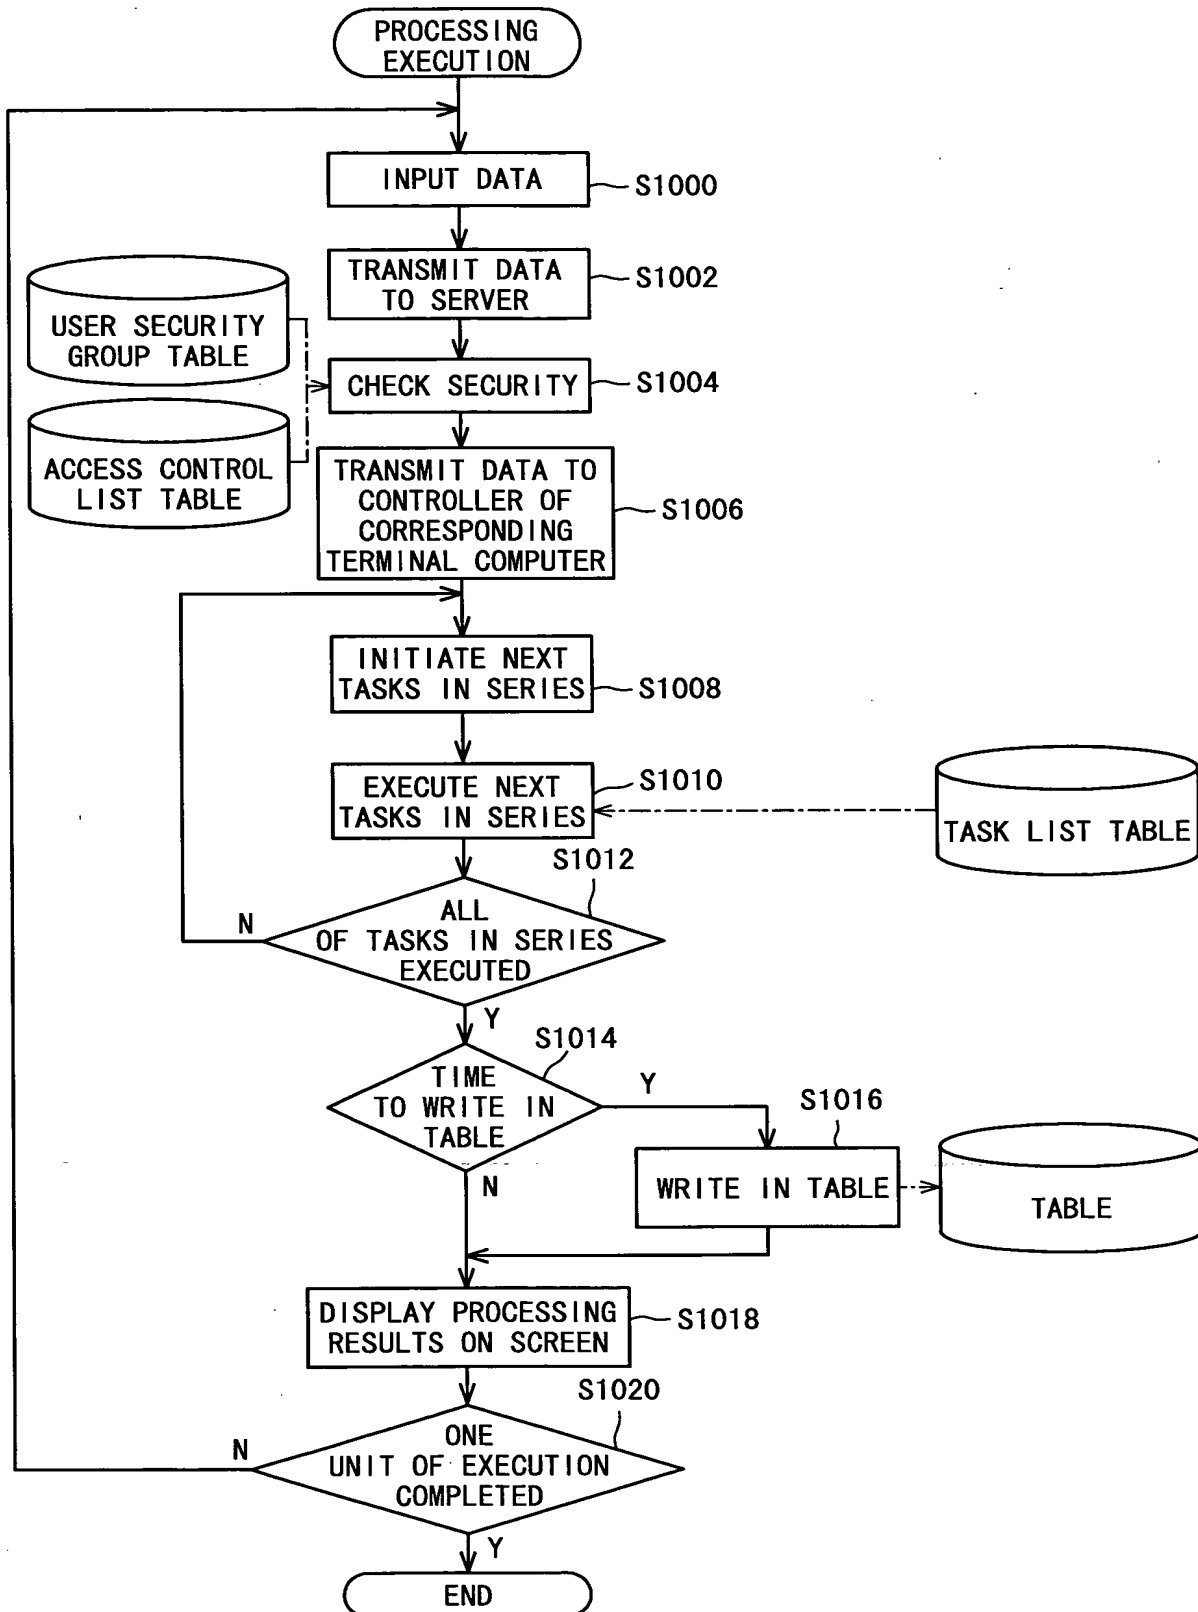 PROCESSING
EXECUTION
INPUT DATA
S1000
TRANSMIT DATA
TO SERVER
S1002
USER SECURITY
GROUP TABLE
CHECK SECURITY
S1004
ACCESS CONTROL
LIST TABLE
TRANSMIT DATA TO
CONTROLLER OF
CORRESPONDING
TERMINAL COMPUTER
S1006
INITIATE NEXT
TASKS IN SERIES
S1008
EXECUTE NEXT
TASKS IN SERIES
S1010
TASK LIST TABLE
S1012
N
ALL
OF TASKS IN SERIES
EXECUTED
Y
S1014
TIME
TO WRITE IN
TABLE
Y
N
S1016
WRITE IN TABLE
TABLE
DISPLAY PROCESSING
RESULTS ON SCREEN
S1018
S1020
N
ONE
UNIT OF EXECUTION
COMPLETED
Y
END